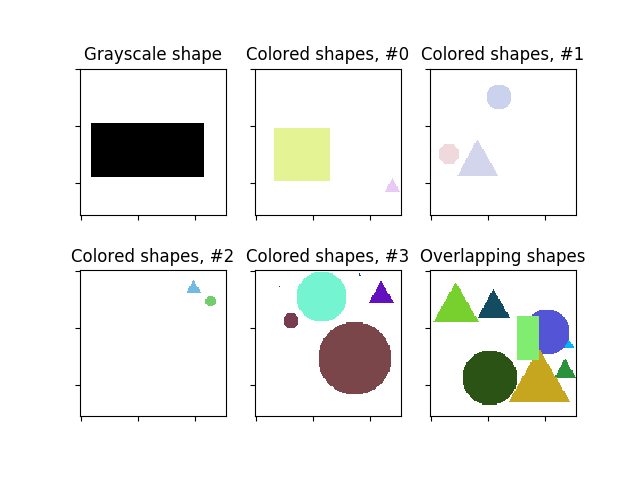 Grayscale shape
Colored shapes, #0
Colored shapes, #1
Colored shapes, #2
Colored shapes, #3
Overlapping shapes